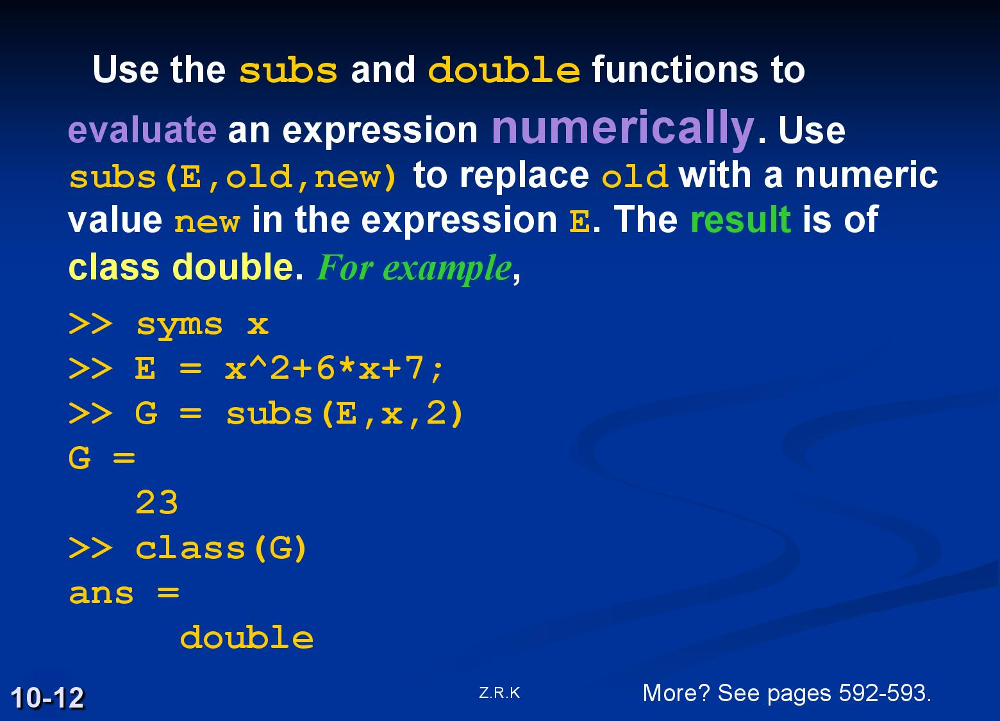 Use the subs and double functions to
evaluate an expression numerically. Use
subs(E,old,new) to replace old with a numeric
value new in the expression E. The result is of
class double. For example,
>> syms x
>> E = x^2+6*x+7;
>> G = subs(E,x,2)
G =
23
>> class(G)
ans =
double
10-12
Z.R.K
More? See pages 592-593.